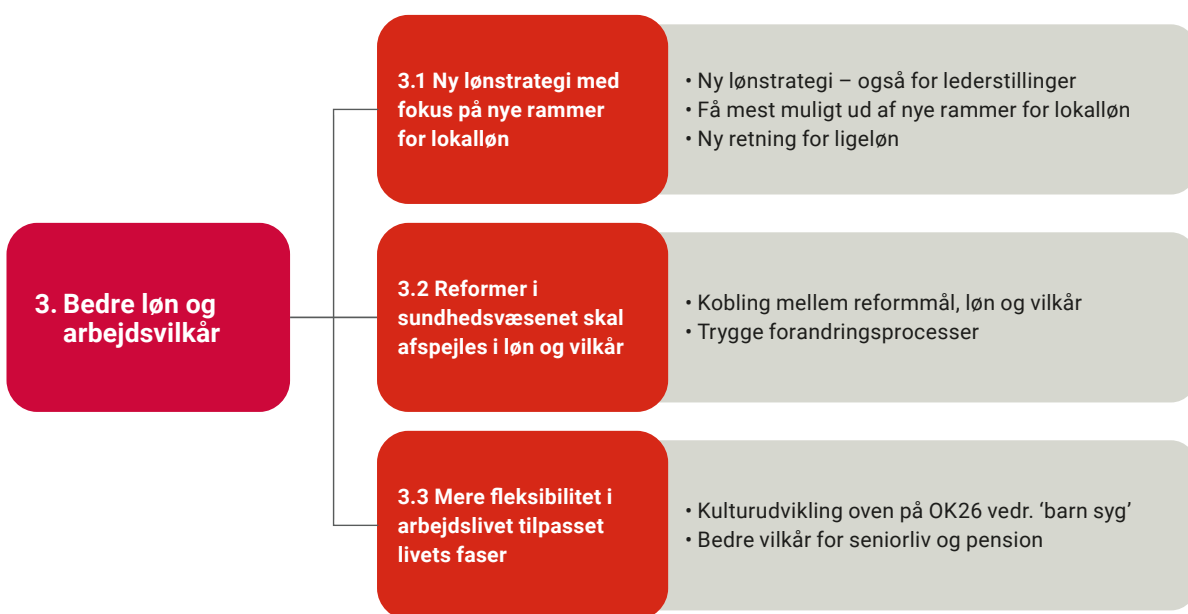 3. Bedre løn og
arbejdsvilkår
3.1 Ny lønstrategi med
fokus på nye rammer
for lokalløn
• Ny lønstrategi – også for lederstillinger
• Få mest muligt ud af nye rammer for lokalløn
• Ny retning for ligeløn
3.2 Reformer i
sundhedsvæsenet skal
afspejles i løn og vilkår
• Kobling mellem reformmål, løn og vilkår
• Trygge forandringsprocesser
3.3 Mere fleksibilitet i
arbejdslivet tilpasset
livets faser
• Kulturudvikling oven på OK26 vedr. ‘barn syg’
• Bedre vilkår for seniorliv og pension